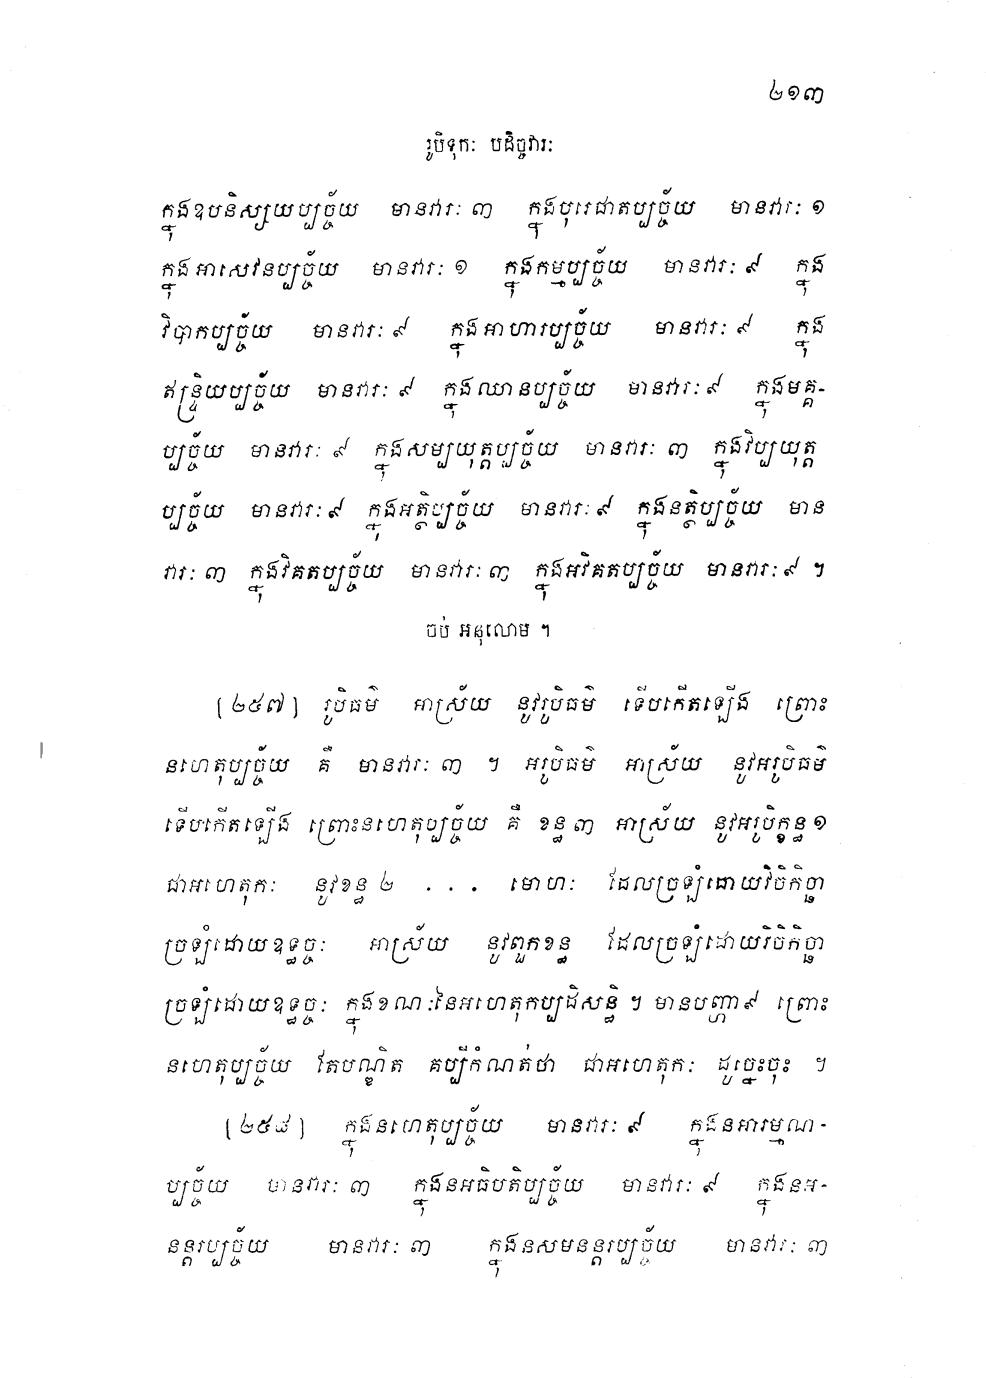 ២១៣
រូបិទុកៈ បដិច្ចវារៈ
ក្នុងឧបនិស្សយប្បច្ច័យ មានវារៈ ៣ ក្នុងបុរេជាតប្បច្ច័យ មានវារៈ ១
ក្នុងអាសេវនប្បច្ច័យ មានវារៈ ១ ក្នុងកម្មប្បច្ច័យ មានវារៈ ៩ ក្នុង
វិបាកប្បច្ច័យ មានវារៈ ៩ ក្នុងអាហារប្បច្ច័យ មានវារៈ ៩ ក្នុង
ឥន្ទ្រិយប្បច្ច័យ មានវារៈ ៩ ក្នុងឈានប្បច្ច័យ មានវារៈ ៩ ក្នុងមគ្គ-
ប្បច្ច័យ មានវារៈ ៩ ក្នុងសម្បយុត្តប្បច្ច័យ មានវារៈ ៣ ក្នុងវិប្បយុត្ត
ប្បច្ច័យ មានវារៈ ៩ ក្នុងអត្ថិប្បច្ច័យ មានវារៈ ៩ ក្នុងនត្ថិប្បច្ច័យ មាន
វារៈ ៣ ក្នុងវិគតប្បច្ច័យ មានវារៈ ៣ ក្នុងអវិគតប្បច្ច័យ មានវារៈ ៩ ។
ចប់ អនុលោម ។
[២៥៧] រូបិធម៌ អាស្រ័យ នូវរូបិធម៌ ទើបកើតឡើង ព្រោះ
នហេតុប្បច្ច័យ គឺ មានវារៈ ៣ ។ អរូបិធម៌ អាស្រ័យ នូវអរូបិធម៌
ទើបកើតឡើង ព្រោះនហេតុប្បច្ច័យ គឺ ខន្ធ ៣ អាស្រ័យ នូវអរូបិក្ខន្ធ ១
ជាអហេតុកៈ នូវខន្ធ ២ . . . មោហៈ ដែលច្រឡំដោយវិចិកិច្ឆា
ច្រឡំដោយឧទ្ធច្ចៈ អាស្រ័យ នូវពួកខន្ធ ដែលច្រឡំដោយវិចិកិច្ឆា
ច្រឡំដោយឧទ្ធច្ចៈ ក្នុងខណៈនៃអហេតុកប្បដិសន្ធិ ។ មានបញ្ហា ៩ ព្រោះ
នហេតុប្បច្ច័យ តែបណ្ឌិត គប្បីកំណត់ថា ជាអហេតុកៈ ដូច្នេះចុះ ។
[២៥៨] ក្នុងនហេតុប្បច្ច័យ មានវារៈ ៩ ក្នុងនអារម្មណ-
ប្បច្ច័យ មានវារៈ ៣ ក្នុងនអធិបតិប្បច្ច័យ មានវារៈ ៩ ក្នុងនអ-
នន្តរប្បច្ច័យ មានវារៈ ៣ ក្នុងនសមនន្តរប្បច្ច័យ មានវារៈ ៣